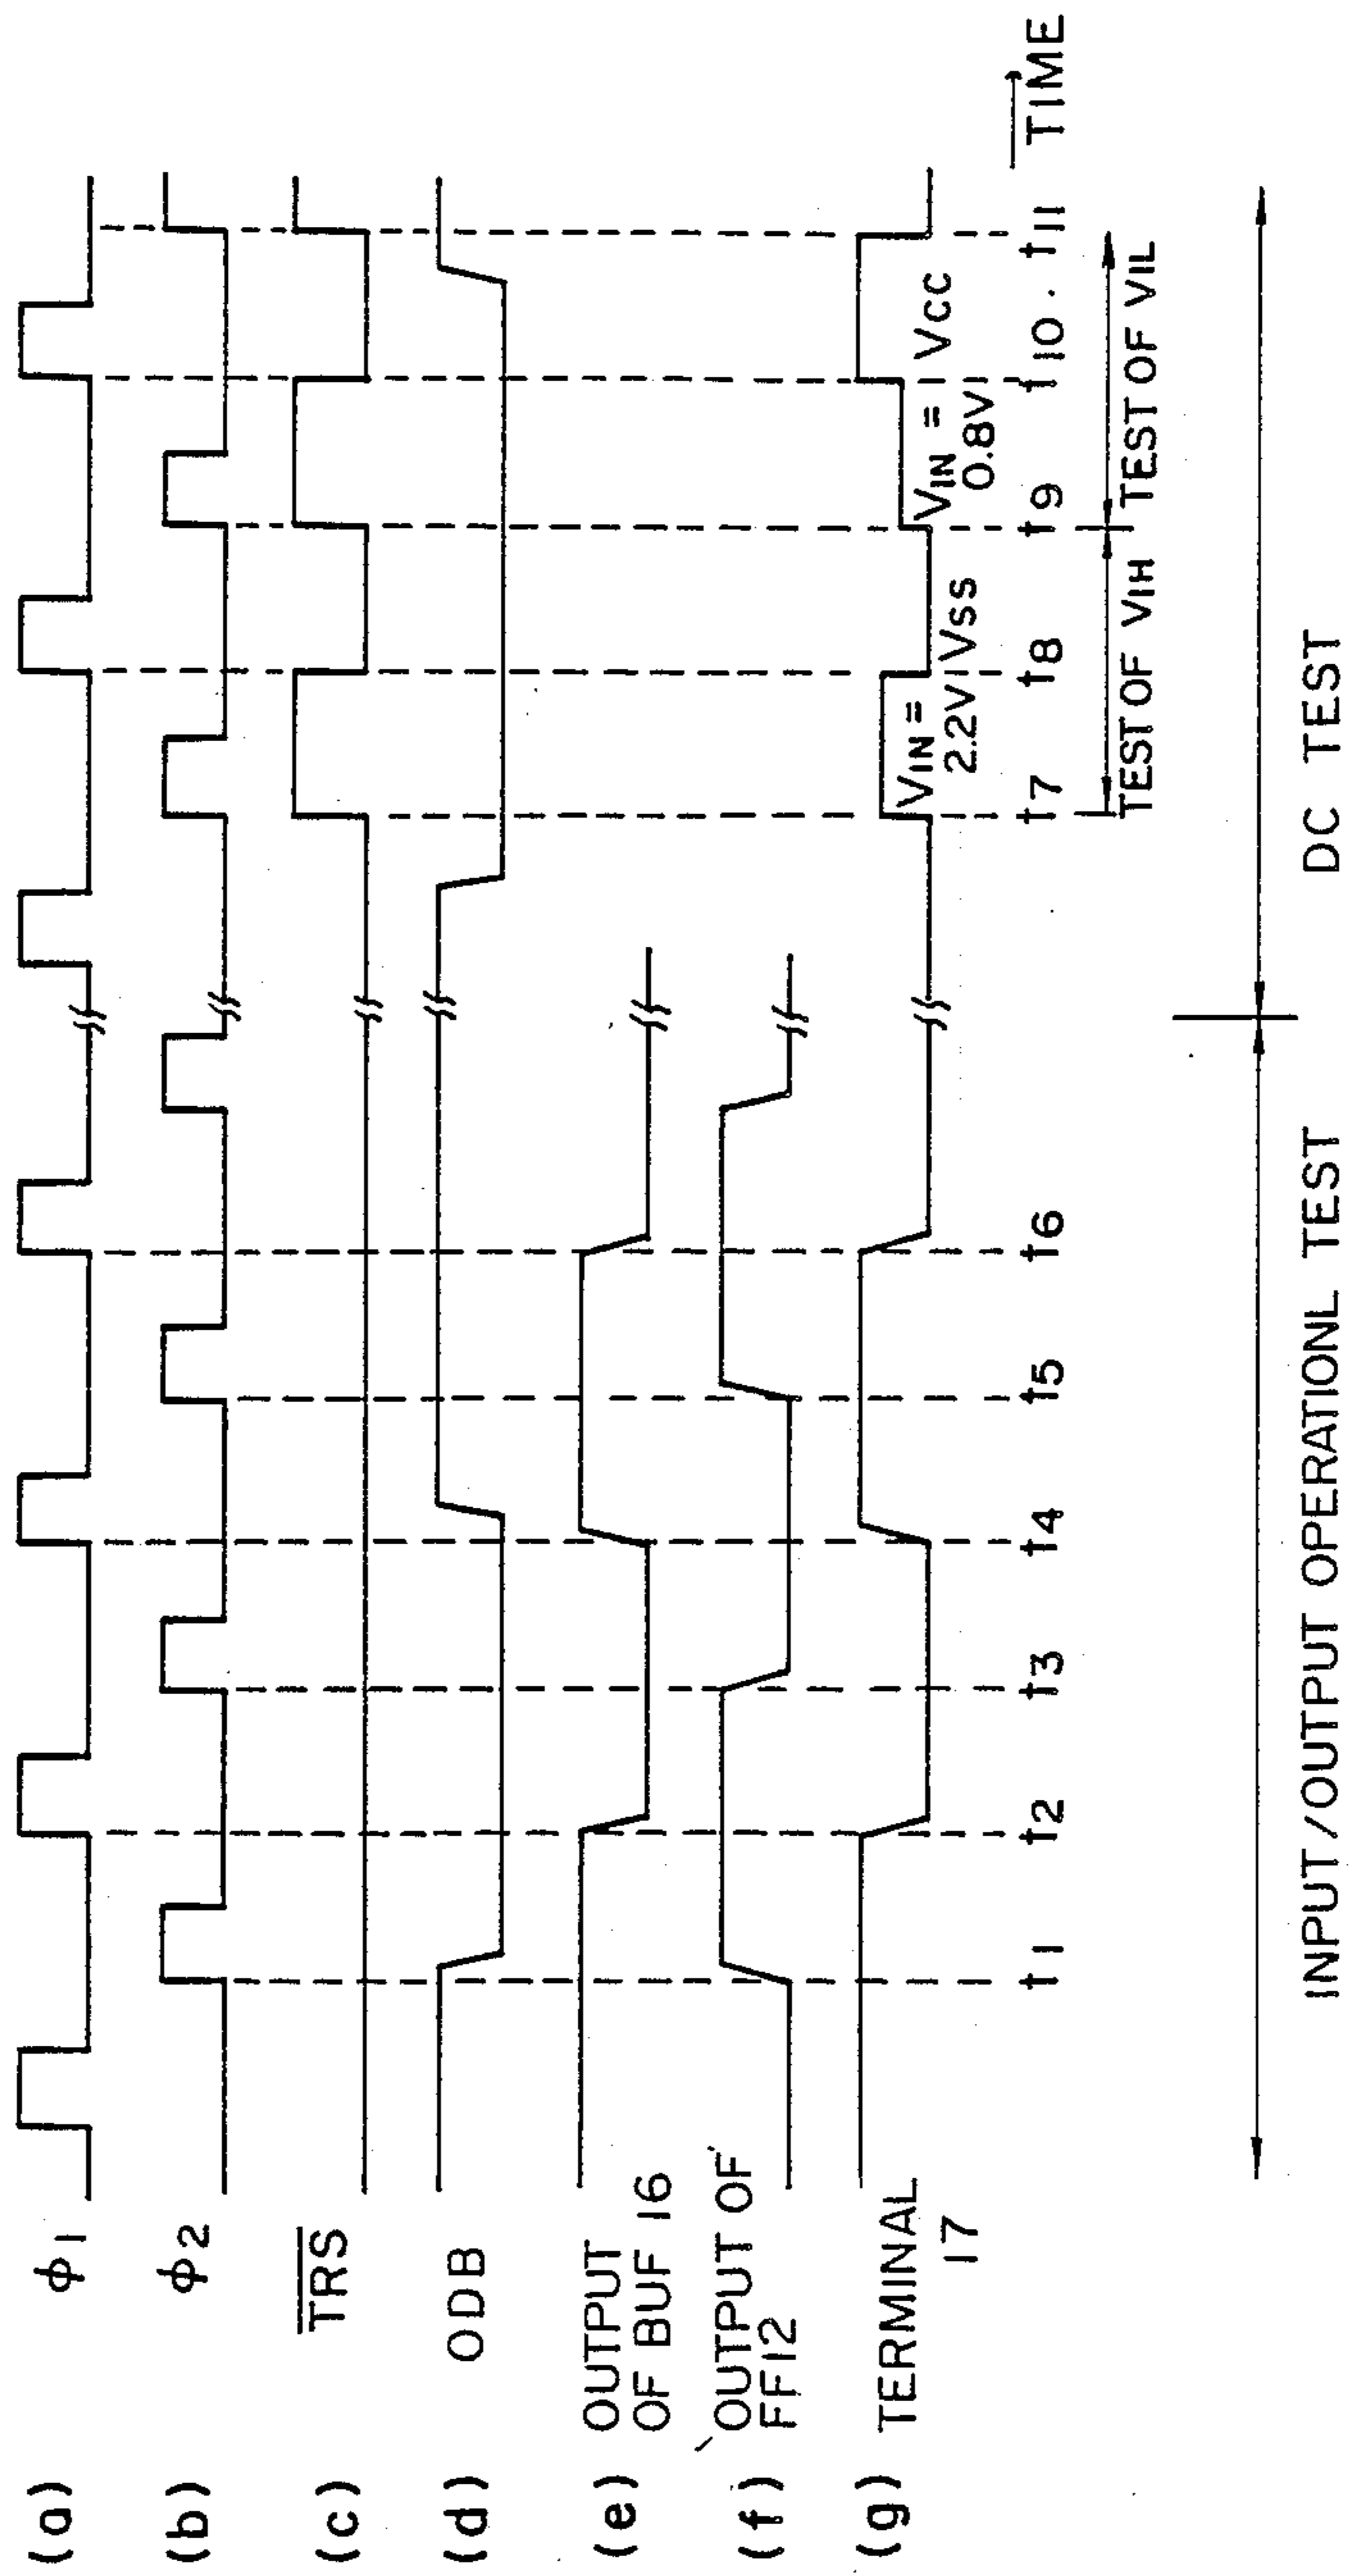 (a) φ1
(b) φ2
(c) TRS
(d) ODB
(e) OUTPUT
OF BUF 16
(f) OUTPUT OF
FF12
(g) TERMINAL
17
VIN =
2.2V
VSS
VIN =
0.8V
VCC
t1 t2 t3 t4 t5 t6 t7 t8 t9 t10 t11
TIME
TEST OF VIH TEST OF VIL
INPUT/OUTPUT OPERATIONL TEST DC TEST